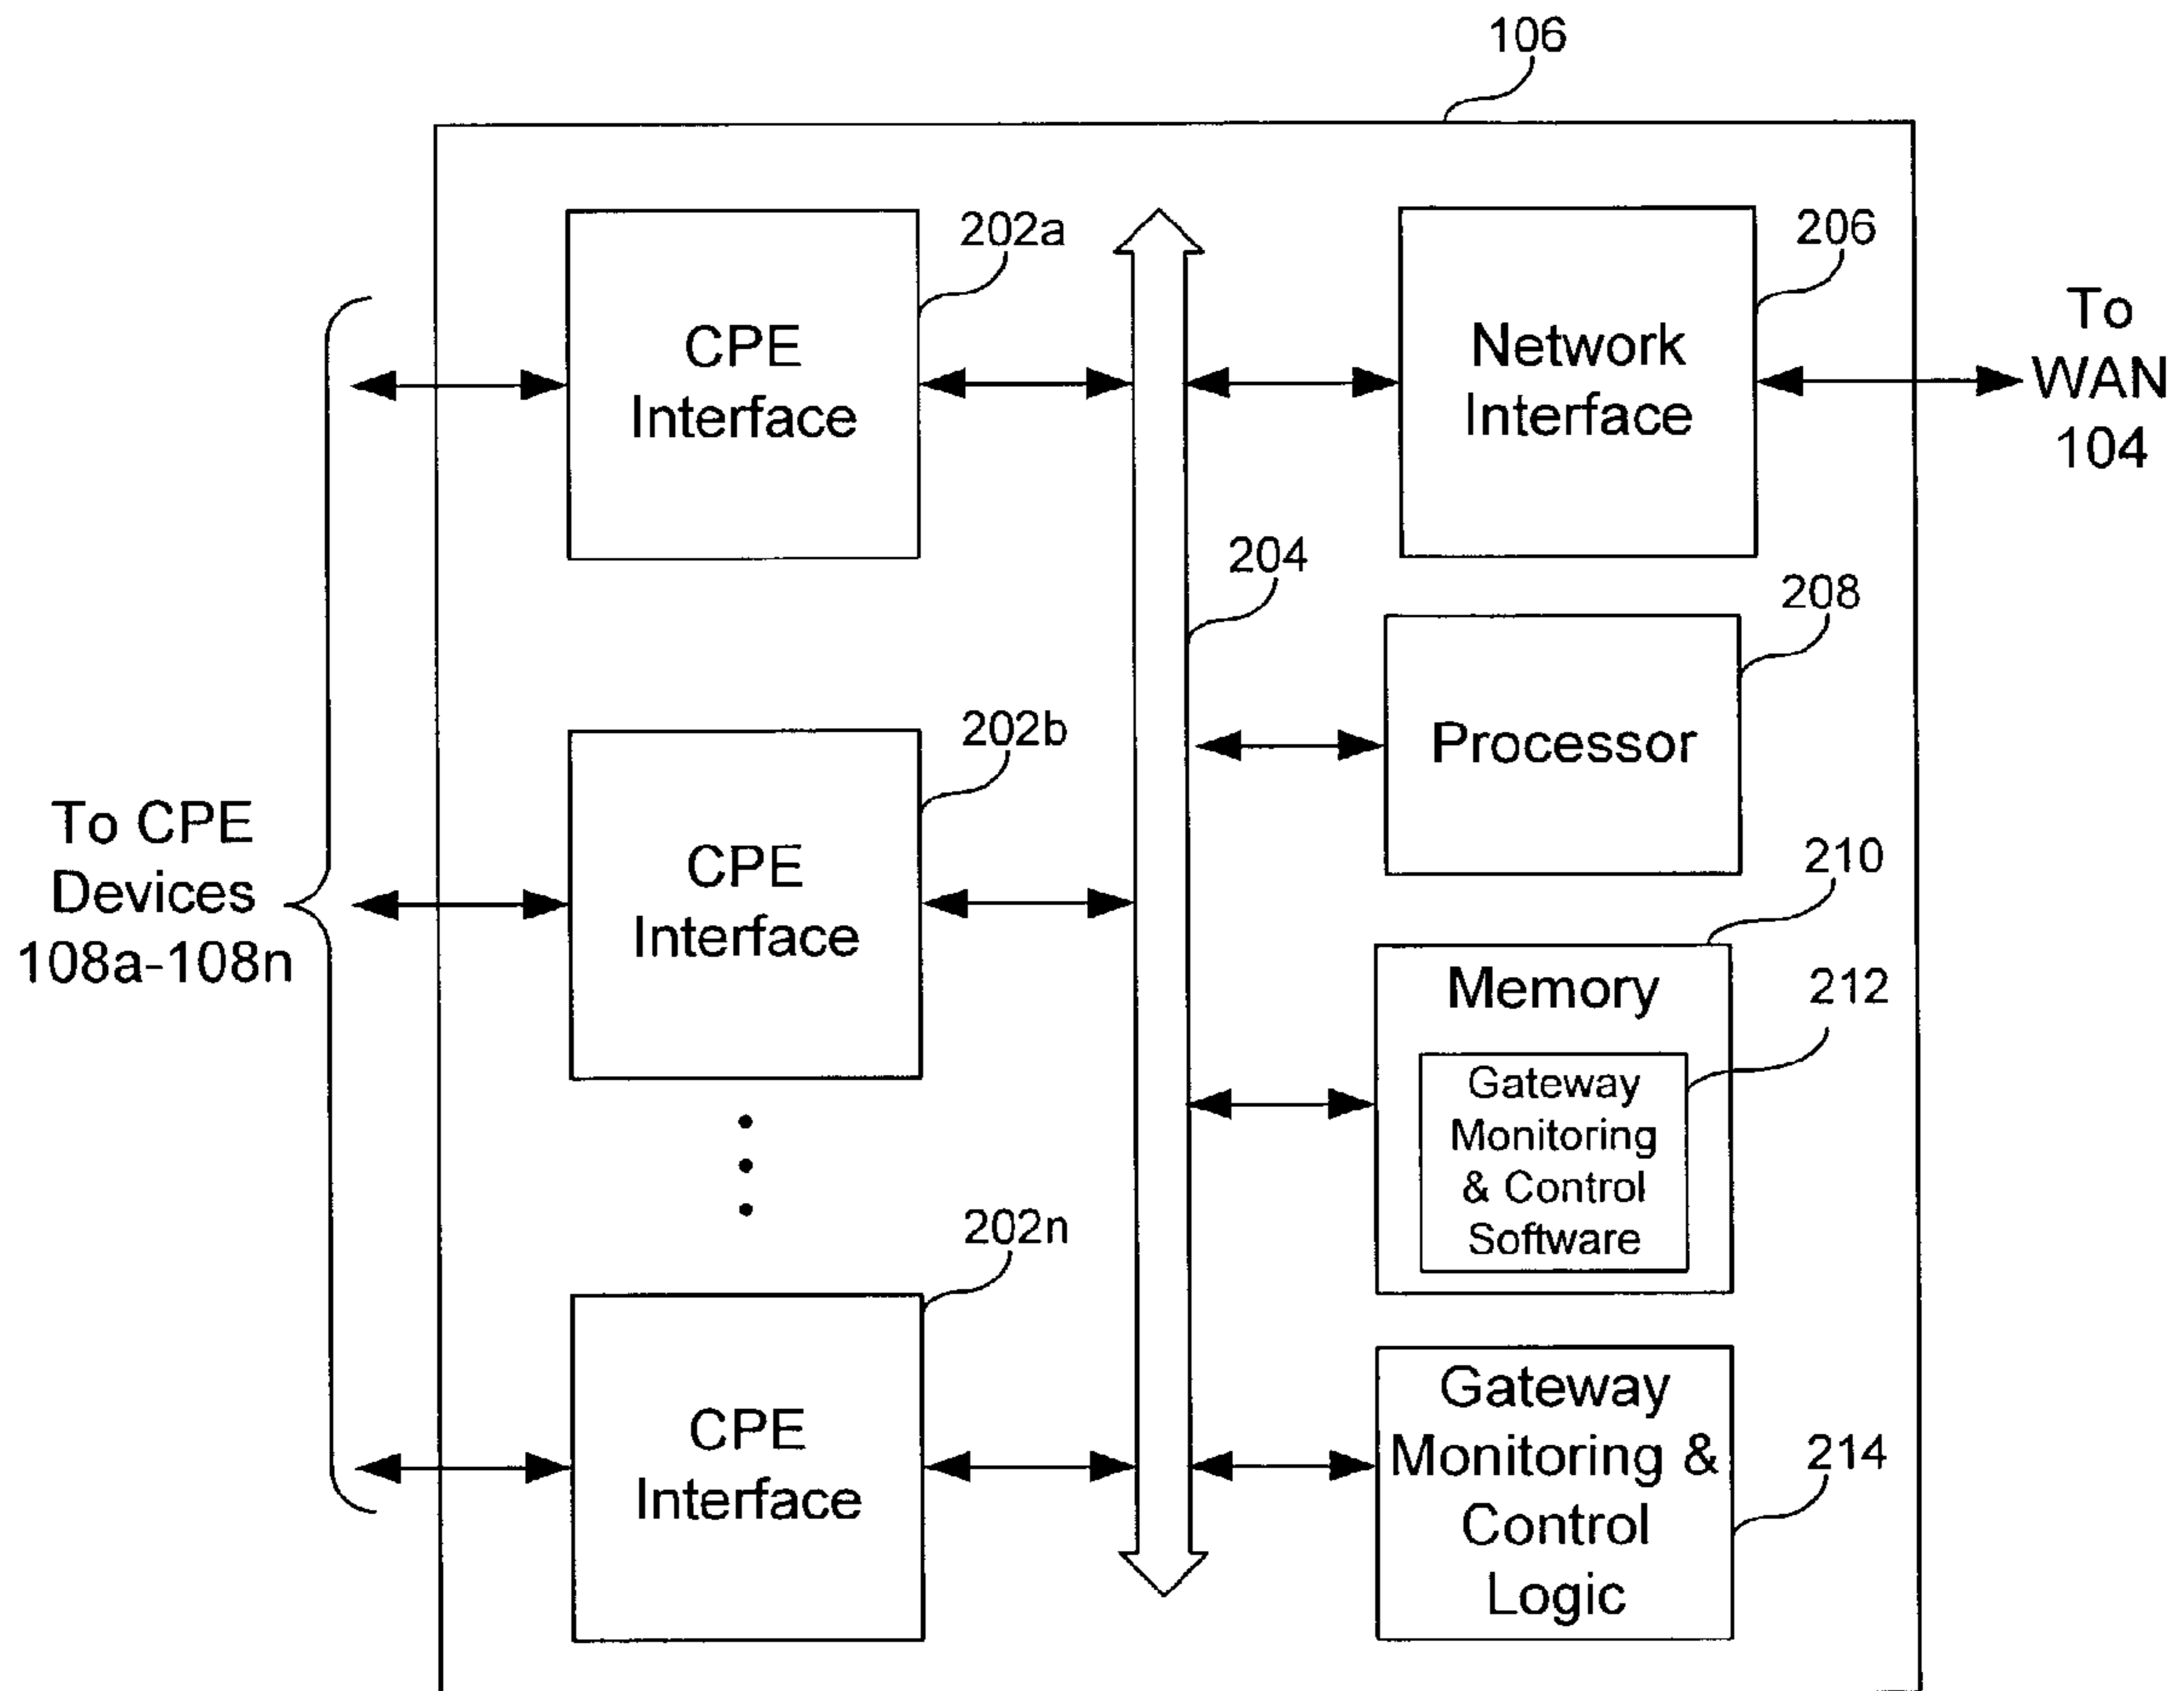 106
202a
CPE
Interface
206
Network
Interface
To
WAN
104
204
208
Processor
202b
CPE
Interface
To CPE
Devices
108a-108n
210
Memory
212
Gateway
Monitoring
& Control
Software
202n
CPE
Interface
Gateway
Monitoring &
Control
Logic
214